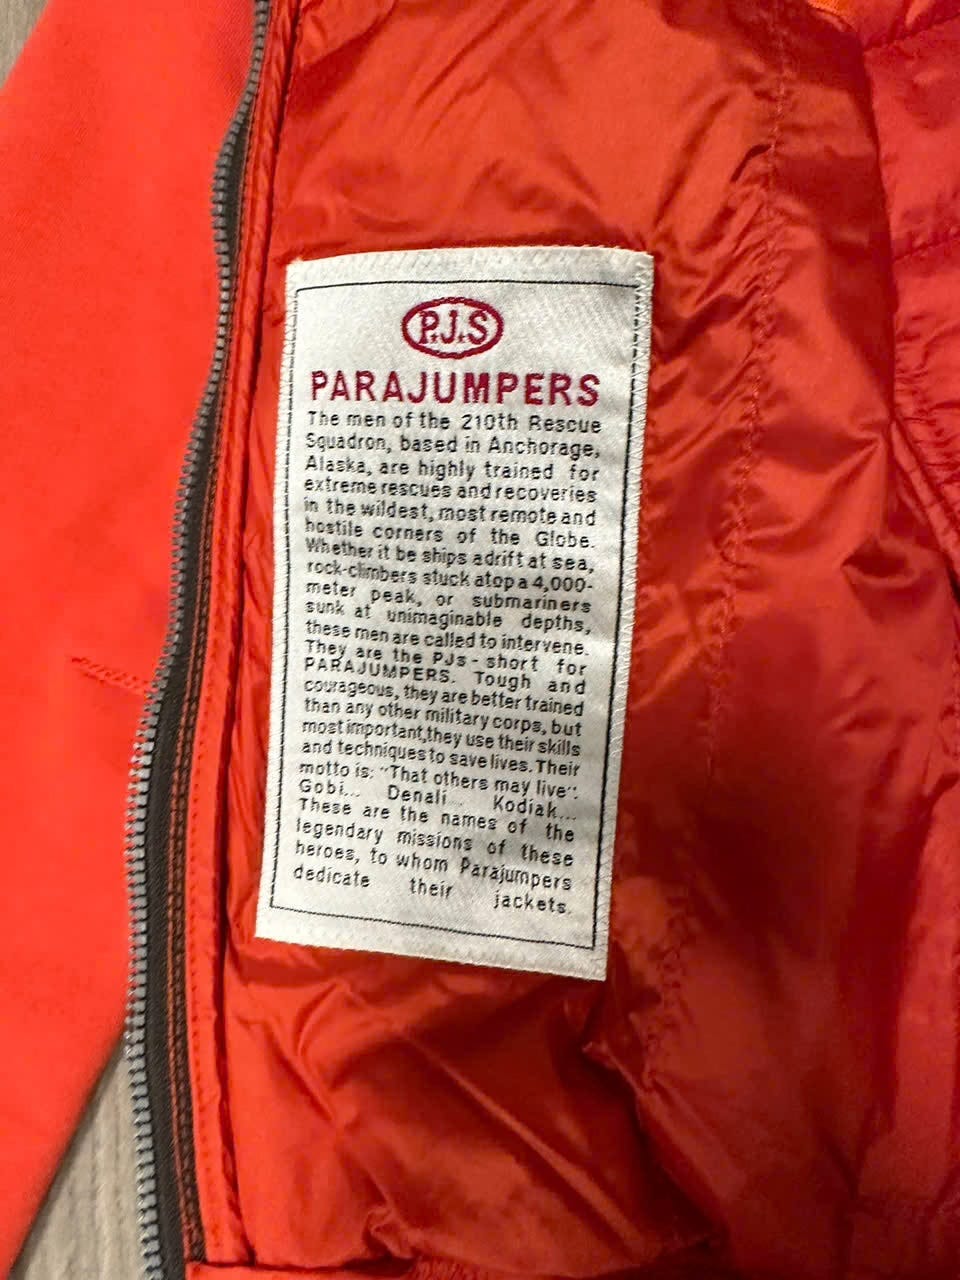 P.J.S
PARAJUMPERS
The men of the 210th Rescue
Squadron, based in Anchorage,
Alaska, are highly trained for
extreme rescues and recoveries
in the wildest, most remote and
hostile corners of the Globe.
Whether it be ships adrift at sea,
rock-climbers stuck atop a 4,000-
meter peak, or submariners
sunk at unimaginable depths,
these men are called to intervene.
They are the PJs - short for
PARAJUMPERS. Tough and
courageous, they are better trained
than any other military corps, but
most important,they use their skills
and techniques to save lives. Their
motto is: "That others may live".
Gobi... Denali... Kodiak...
These are the names of the
legendary missions of these
heroes, to whom Parajumpers
dedicate their jackets.